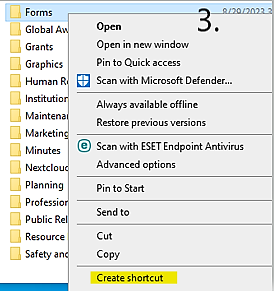 Forms
8/29/2023 3
3.
Global Aw
Grants
Graphics
Human R
Institution
Maintena
Marketing
Minutes
Nextcloud
Planning
Profession
Public Rel
Resource
Safety and
Open
Open in new window
Pin to Quick access
Scan with Microsoft Defender...
Always available offline
Restore previous versions
Scan with ESET Endpoint Antivirus
Advanced options
Pin to Start
Send to
Cut
Copy
Create shortcut